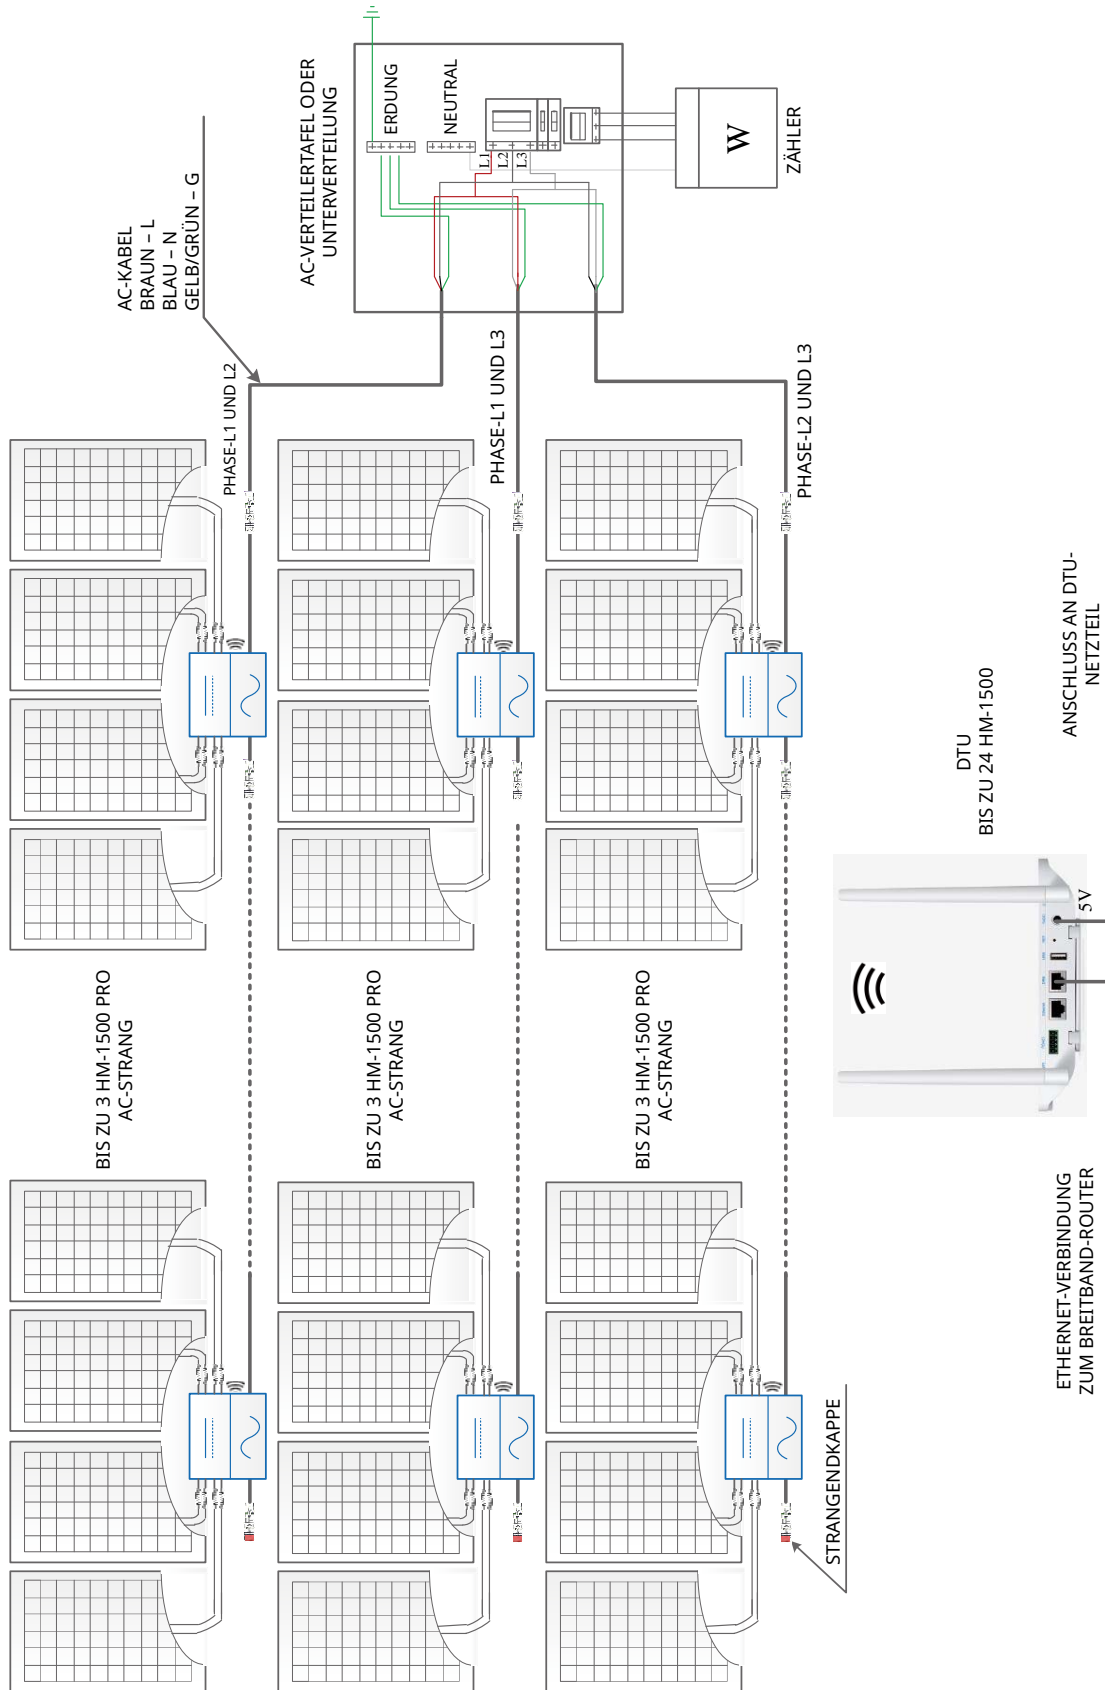 BIS ZU 3 HM-1500 PRO
AC-STRANG
BIS ZU 3 HM-1500 PRO
AC-STRANG
BIS ZU 3 HM-1500 PRO
AC-STRANG
AC-KABEL
BRAUN – L
BLAU – N
GELB/GRÜN – G
PHASE-L1 UND L2
PHASE-L1 UND L3
PHASE-L2 UND L3
AC-VERTEILERTAFEL ODER
UNTERVERTEILUNG
ERDUNG
NEUTRAL
L1
L2
L3
W
ZÄHLER
STRANGENDKAPPE
DTU
BIS ZU 24 HM-1500
5V
ANSCHLUSS AN DTU-
NETZTEIL
ETHERNET-VERBINDUNG
ZUM BREITBAND-ROUTER